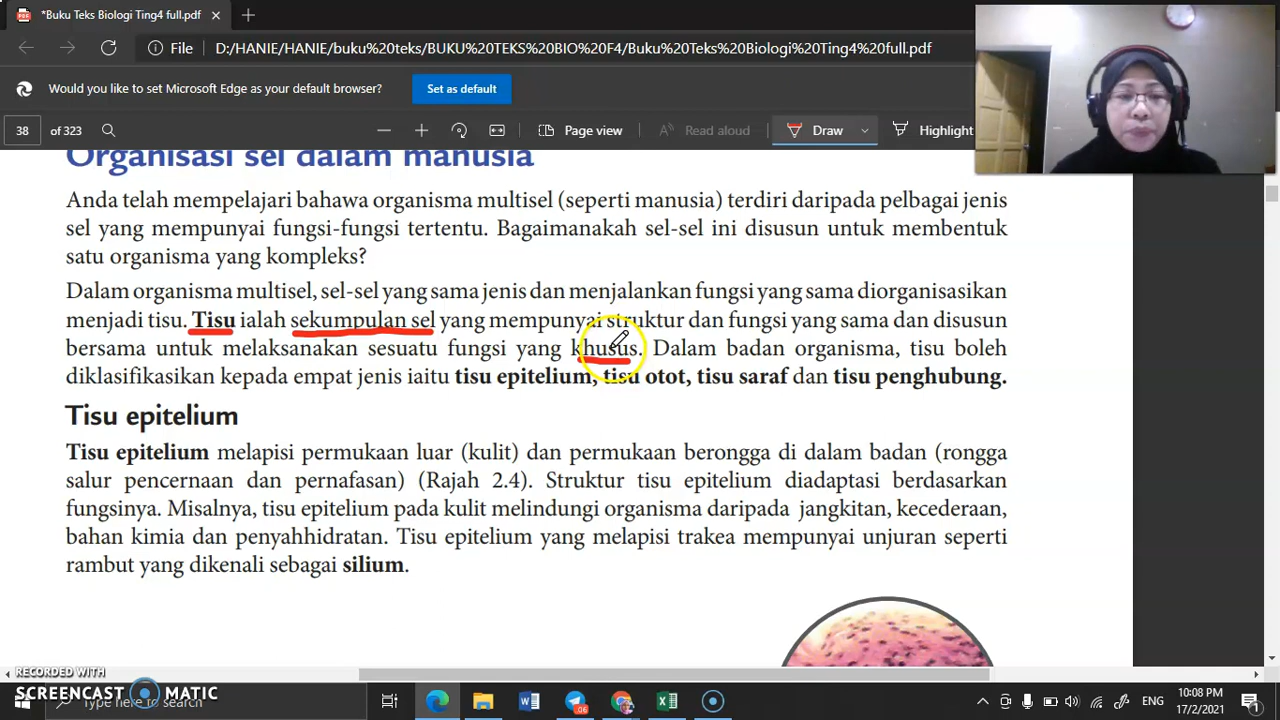 *Buku Teks Biologi Ting4 full.pdf
File D:/HANIE/HANIE/buku%20teks/BUKU%20TEKS%20BIO%20F4/Buku%20Teks%20Biologi%20Ting4%20full.pdf
Would you like to set Microsoft Edge as your default browser? Set as default
38 of 323 Page view Read aloud Draw Highlight
Organisasi sel dalam manusia
Anda telah mempelajari bahawa organisma multisel (seperti manusia) terdiri daripada pelbagai jenis
sel yang mempunyai fungsi-fungsi tertentu. Bagaimanakah sel-sel ini disusun untuk membentuk
satu organisma yang kompleks?
Dalam organisma multisel, sel-sel yang sama jenis dan menjalankan fungsi yang sama diorganisasikan
menjadi tisu. Tisu ialah sekumpulan sel yang mempunyai struktur dan fungsi yang sama dan disusun
bersama untuk melaksanakan sesuatu fungsi yang khusus. Dalam badan organisma, tisu boleh
diklasifikasikan kepada empat jenis iaitu tisu epitelium, tisu otot, tisu saraf dan tisu penghubung.
Tisu epitelium
Tisu epitelium melapisi permukaan luar (kulit) dan permukaan berongga di dalam badan (rongga
salur pencernaan dan pernafasan) (Rajah 2.4). Struktur tisu epitelium diadaptasi berdasarkan
fungsinya. Misalnya, tisu epitelium pada kulit melindungi organisma daripada jangkitan, kecederaan,
bahan kimia dan penyahhidratan. Tisu epitelium yang melapisi trakea mempunyai unjuran seperti
rambut yang dikenali sebagai silium.
RECORDED WITH
SCREENCAST MATIC
Type here to search
06
ENG
10:08 PM
17/2/2021
1